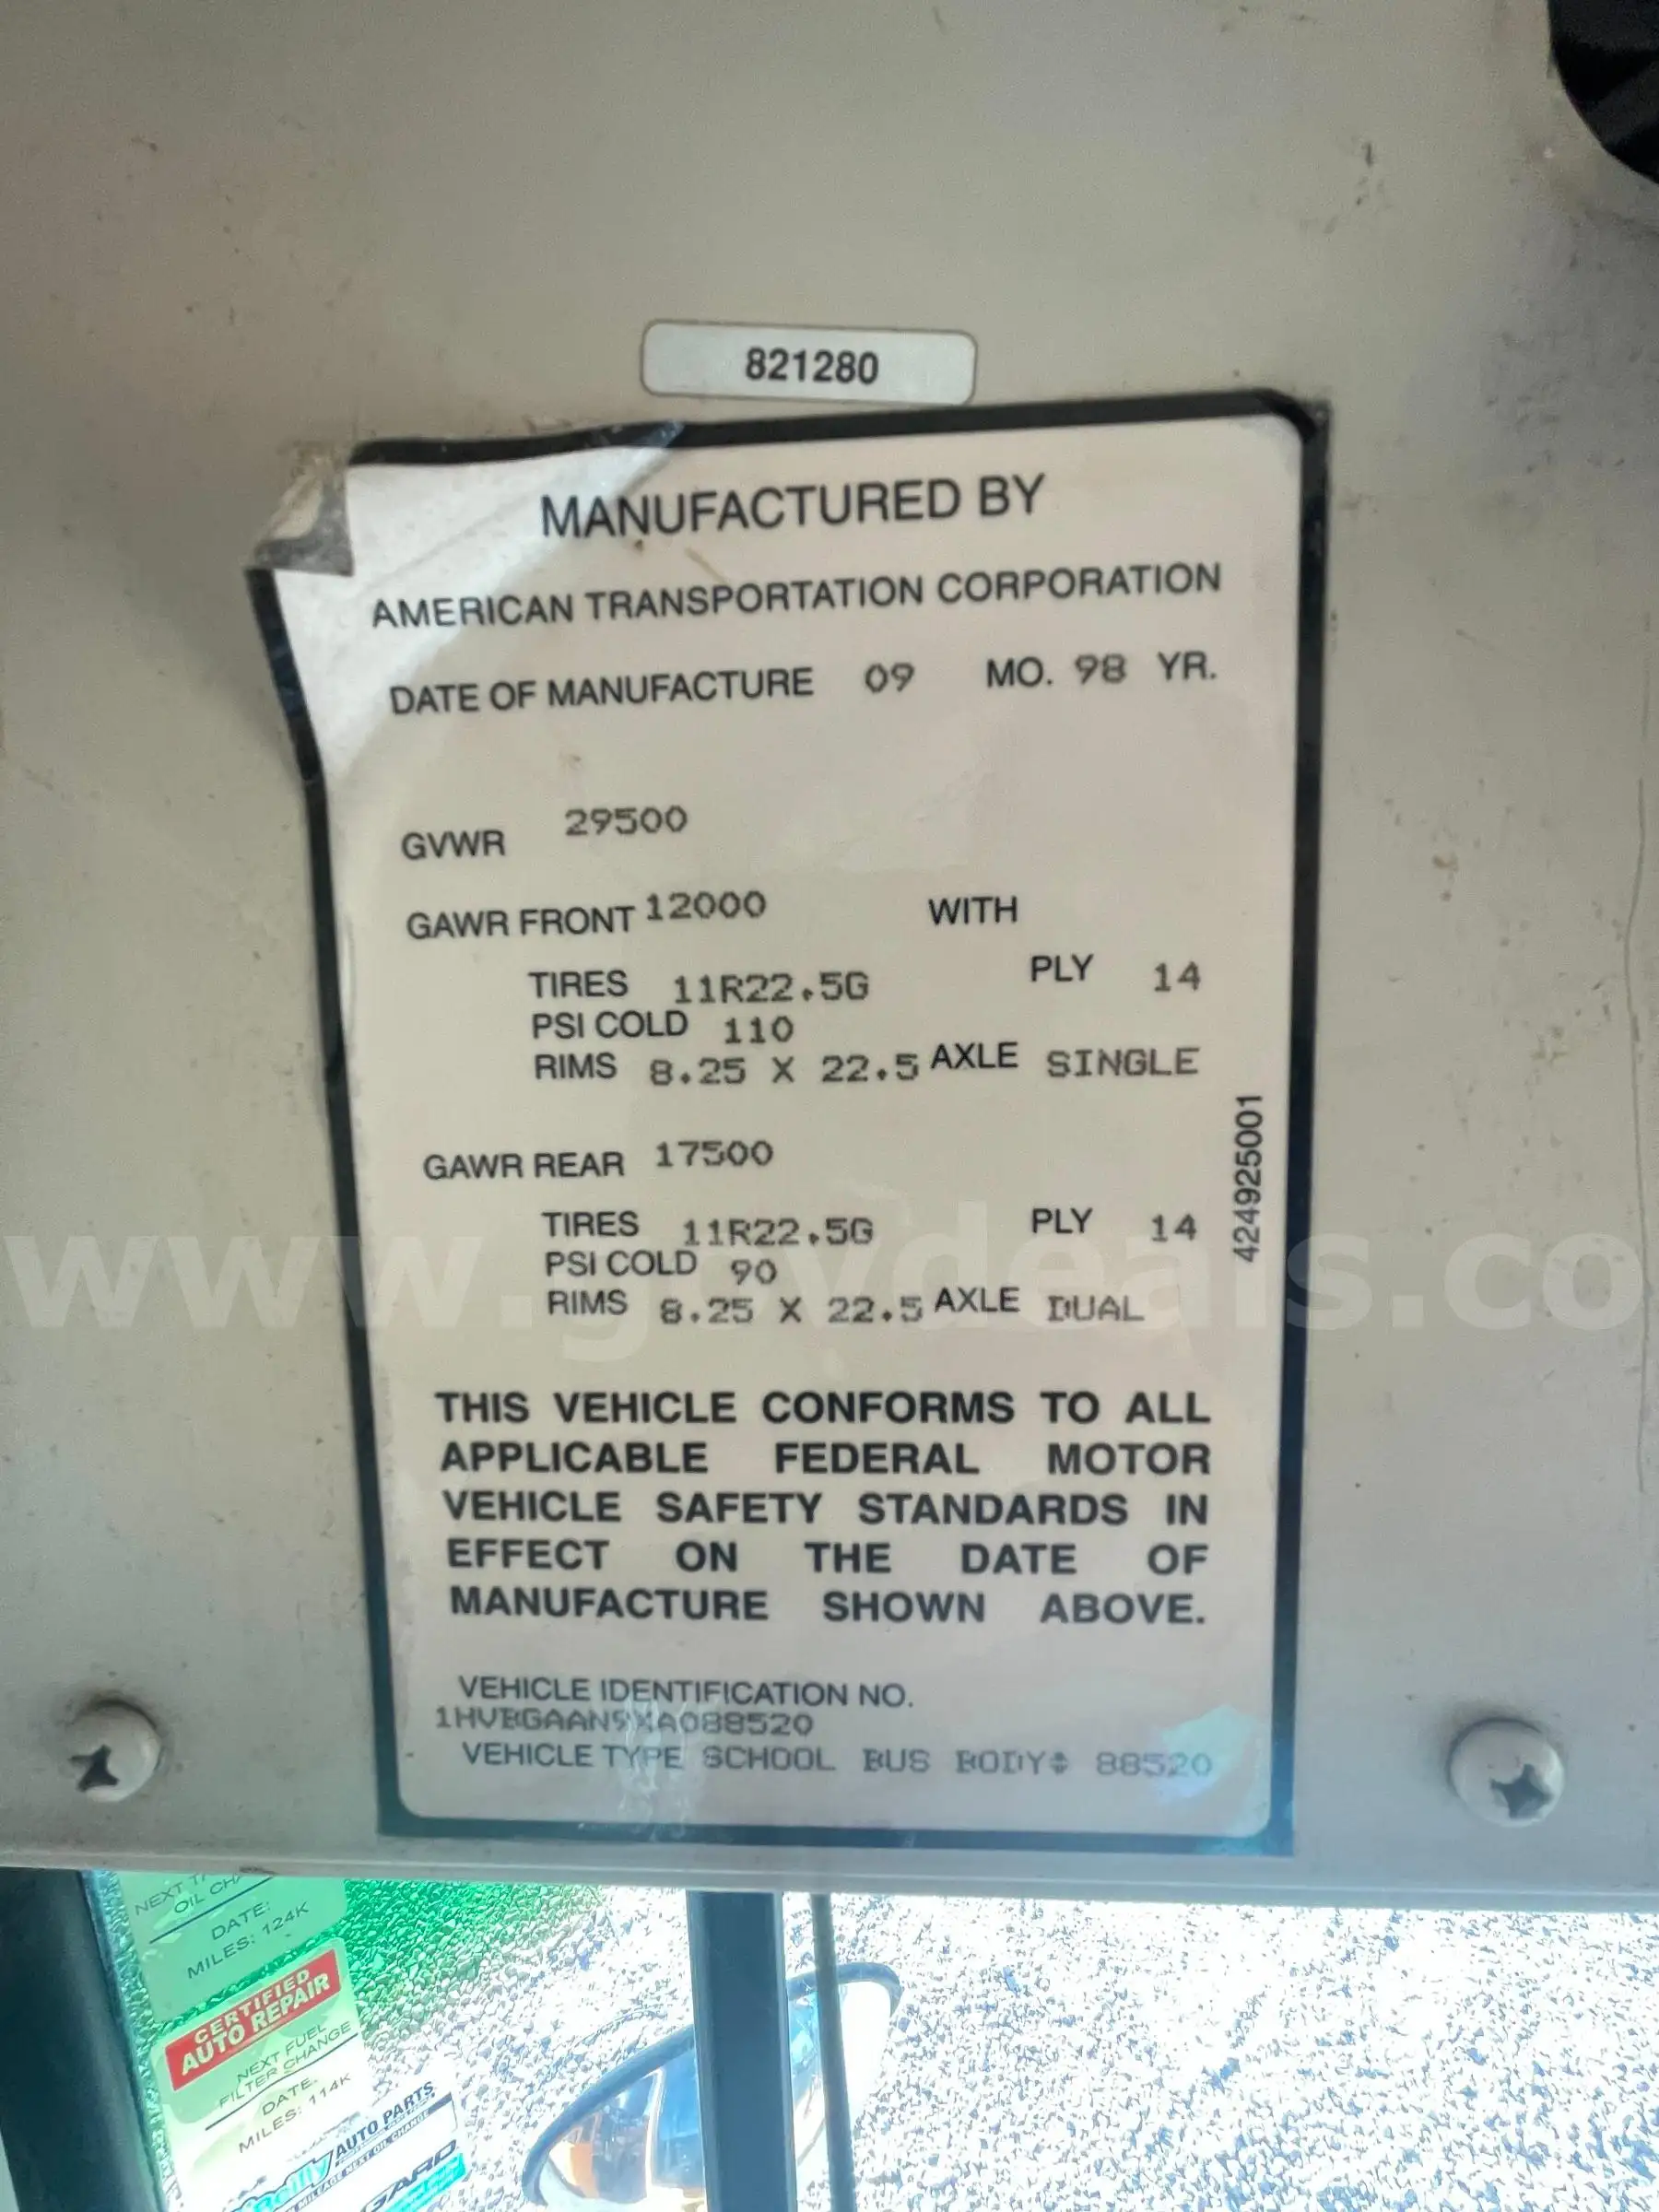 821280
MANUFACTURED BY
AMERICAN TRANSPORTATION CORPORATION
DATE OF MANUFACTURE 09 MO. 98 YR.
GVWR 29500
GAWR FRONT 12000 WITH
TIRES 11R22.5G PLY 14
PSI COLD 110
RIMS 8.25 X 22.5 AXLE SINGLE
GAWR REAR 17500
TIRES 11R22.5G PLY 14
PSI COLD 90
RIMS 8.25 X 22.5 AXLE DUAL
424925001
THIS VEHICLE CONFORMS TO ALL
APPLICABLE FEDERAL MOTOR
VEHICLE SAFETY STANDARDS IN
EFFECT ON THE DATE OF
MANUFACTURE SHOWN ABOVE.
VEHICLE IDENTIFICATION NO.
1HVBGAAN9XA088520
VEHICLE TYPE SCHOOL BUS BODY# 88520
NEXT
OIL
DATE:
MILES: 124K
CERTIFIED
AUTO REPAIR
NEXT FUEL
FILTER CHANGE
DATE.
MILES: 114K
AUTO PARTS